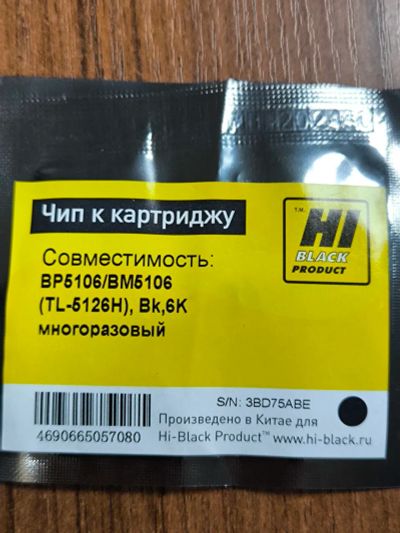 Чип к картриджу
T.M.
HI
BLACK
PRODUCT
Совместимость:
BP5106/BM5106
(TL-5126H), Bk,6K
многоразовый
S/N: 3BD75ABE
4690665057080
Произведено в Китае для
Hi-Black Product™ www.hi-black.ru